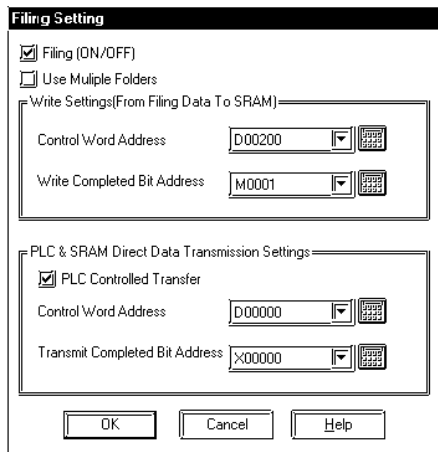 Filing Setting
Filing (ON/OFF)
Use Muliple Folders
Write Settings(From Filing Data To SRAM)
Control Word Address D00200
Write Completed Bit Address M0001
PLC & SRAM Direct Data Transmission Settings
PLC Controlled Transfer
Control Word Address D00000
Transmit Completed Bit Address X00000
OK Cancel Help